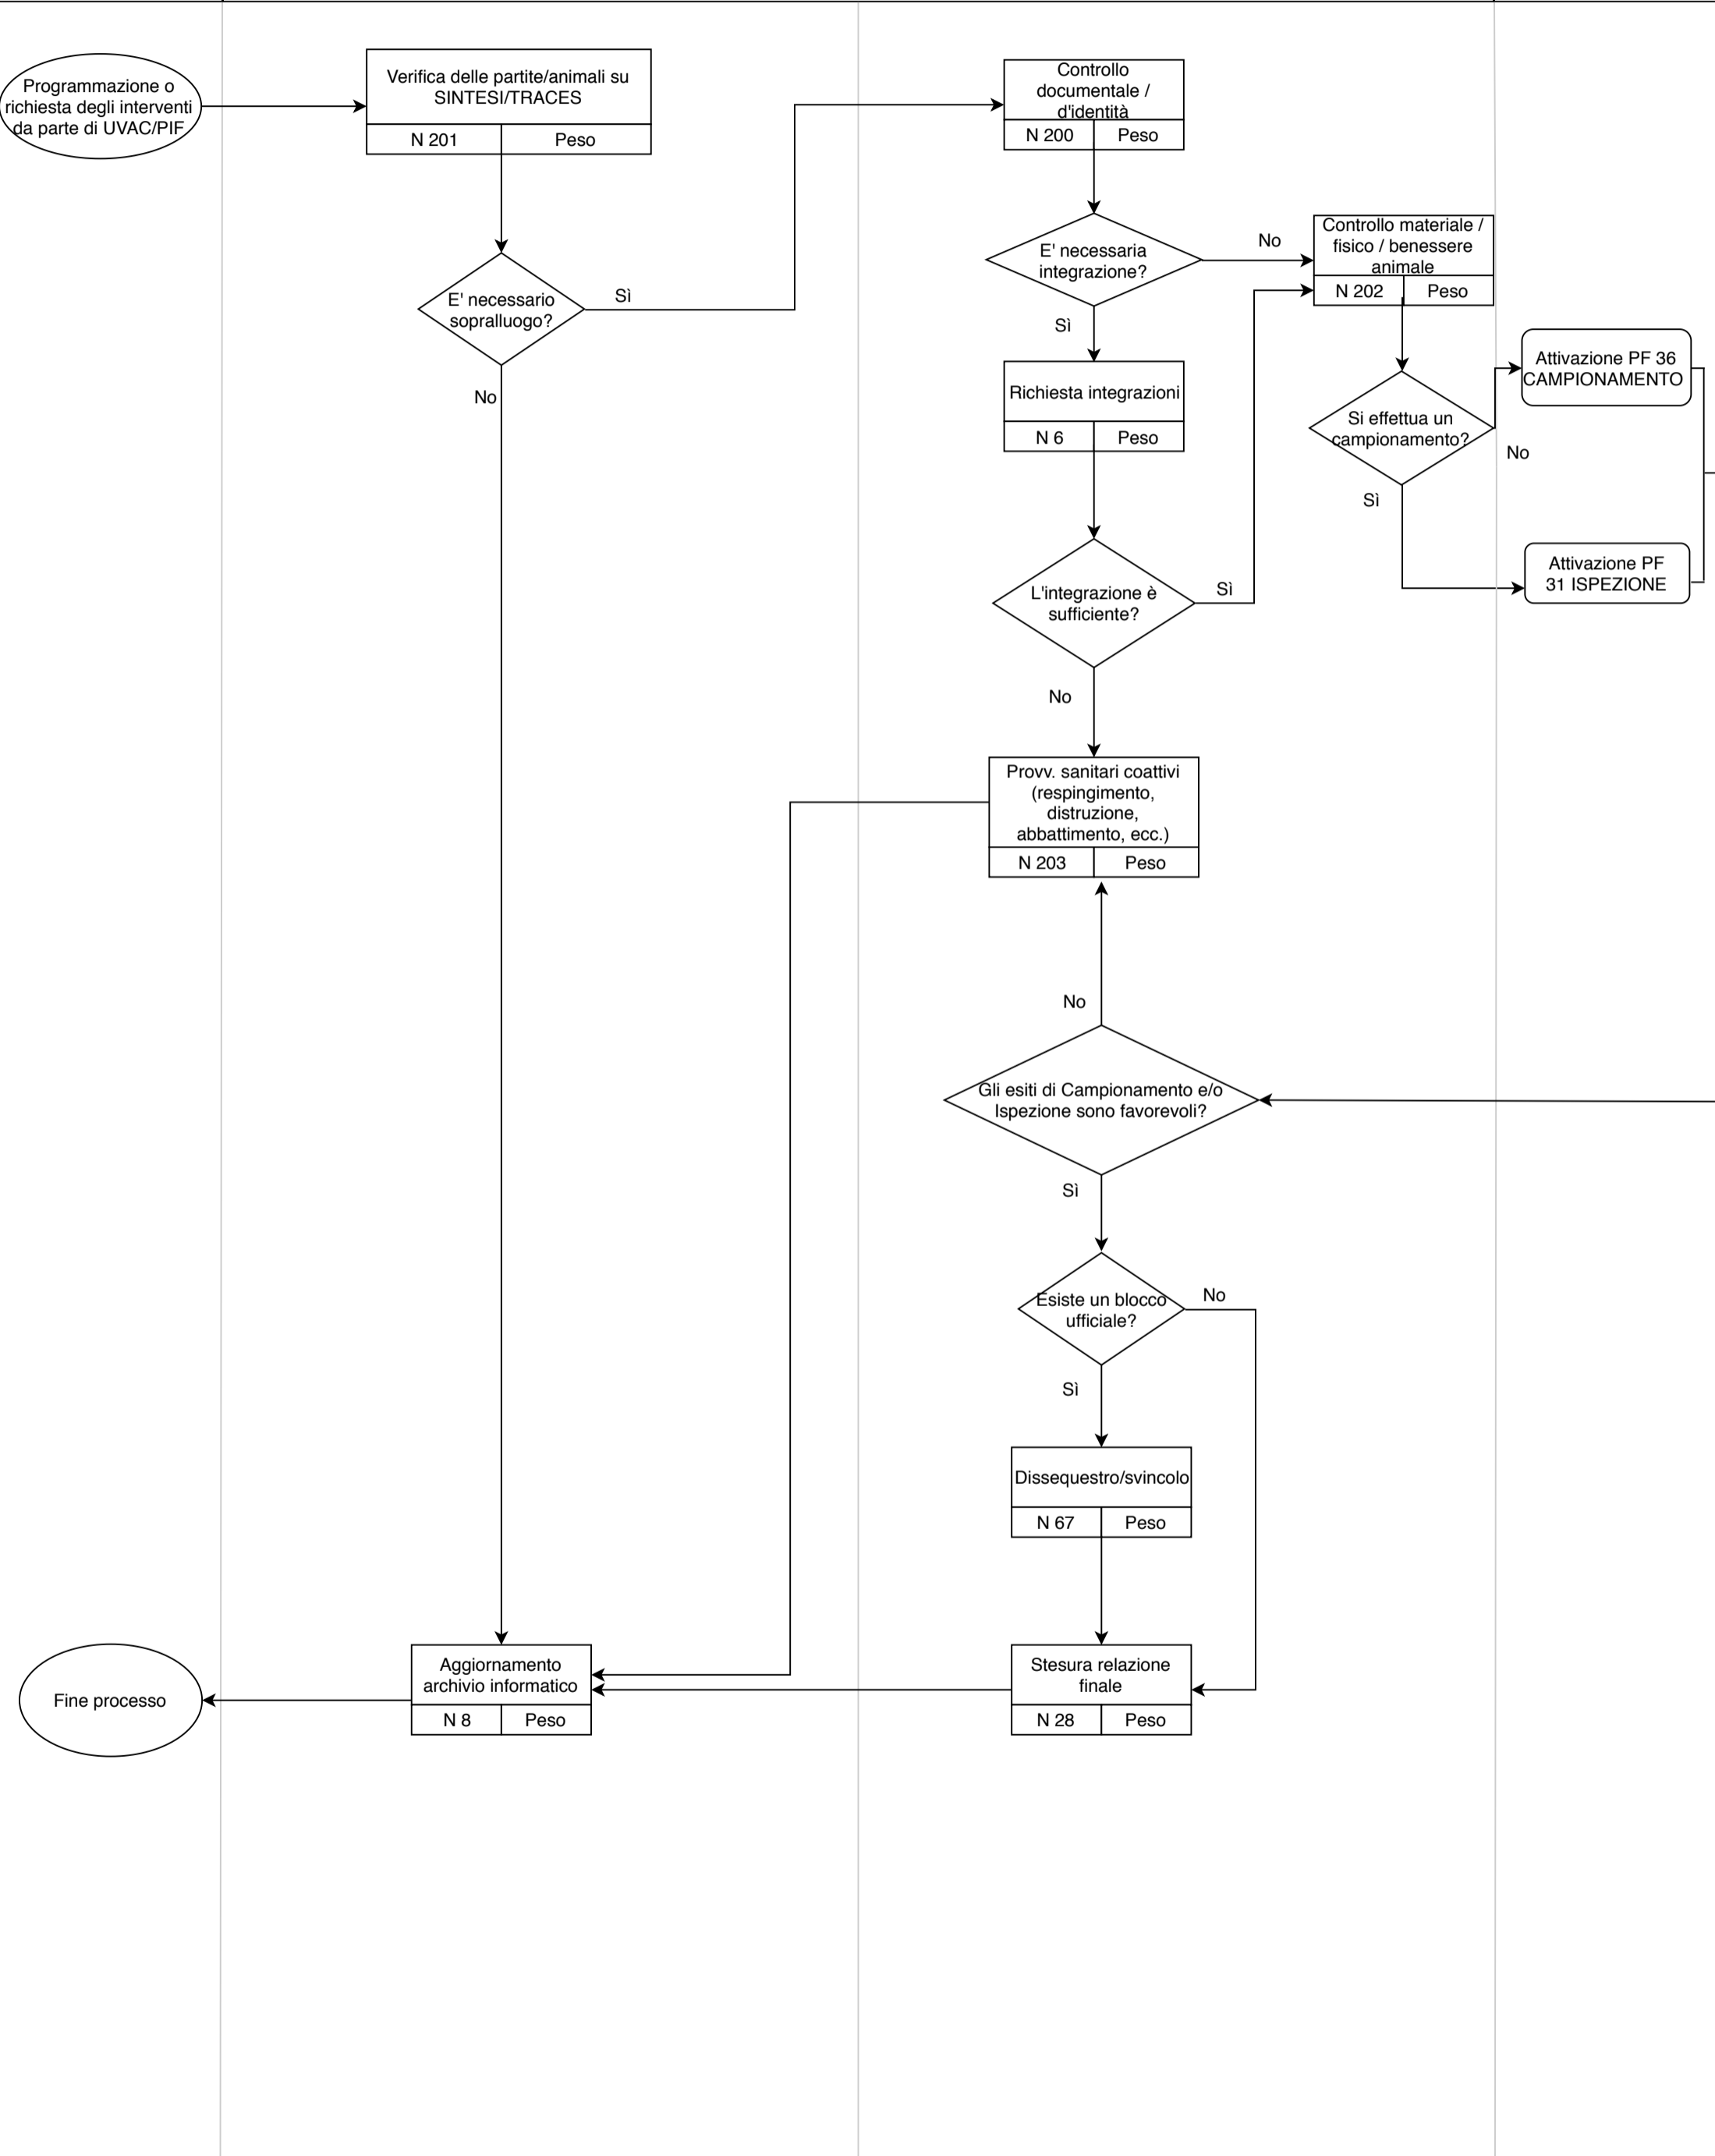 Programmazione o
richiesta degli interventi
da parte di UVAC/PIF
Verifica delle partite/animali su
SINTESI/TRACES
N 201
Peso
E' necessario
sopralluogo?
Sì
No
Controllo
documentale /
d'identità
N 200
Peso
E' necessaria
integrazione?
No
Sì
Controllo materiale /
fisico / benessere
animale
N 202
Peso
Richiesta integrazioni
N 6
Peso
Si effettua un
campionamento?
No
Sì
Attivazione PF 36
CAMPIONAMENTO
Attivazione PF
31 ISPEZIONE
L'integrazione è
sufficiente?
Sì
No
Provv. sanitari coattivi
(respingimento,
distruzione,
abbattimento, ecc.)
N 203
Peso
No
Gli esiti di Campionamento e/o
Ispezione sono favorevoli?
Sì
Esiste un blocco
ufficiale?
No
Sì
Dissequestro/svincolo
N 67
Peso
Stesura relazione
finale
N 28
Peso
Aggiornamento
archivio informatico
N 8
Peso
Fine processo